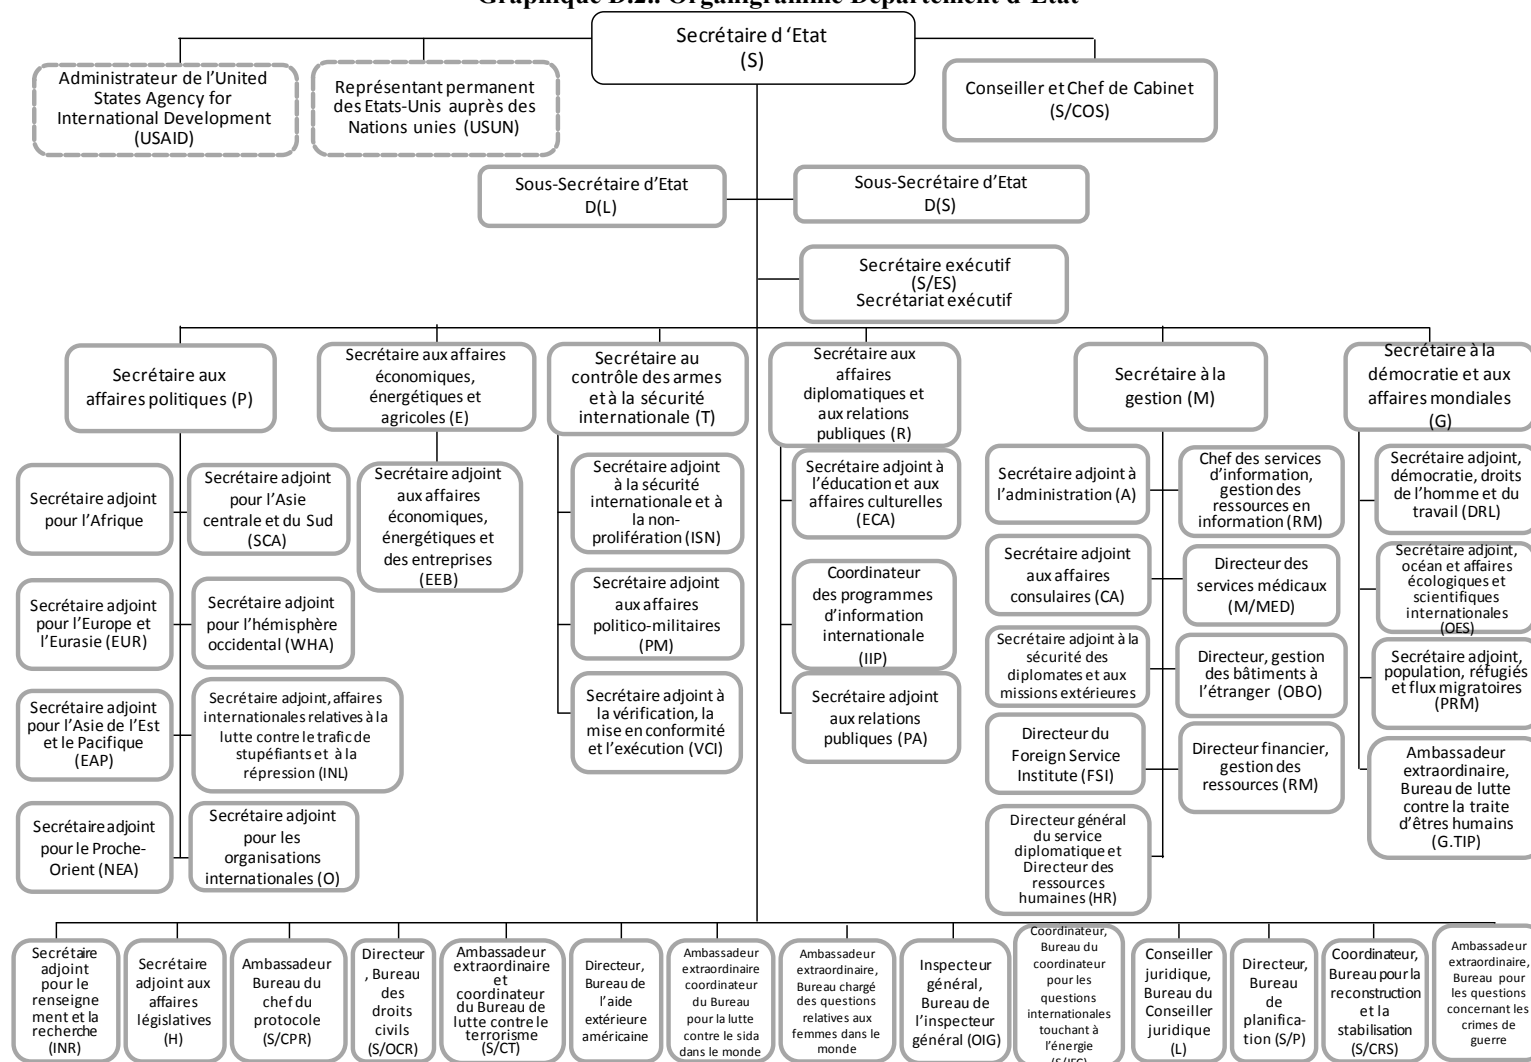 Graphique D.2.: Organigramme Département d'Etat
Secrétaire d 'Etat
(S)
Administrateur de l'United
States Agency for
International Development
(USAID)
Représentant permanent
des Etats-Unis auprès des
Nations unies (USUN)
Conseiller et Chef de Cabinet
(S/COS)
Sous-Secrétaire d'Etat
D(L)
Sous-Secrétaire d'Etat
D(S)
Secrétaire exécutif
(S/ES)
Secrétariat exécutif
Secrétaire aux
affaires politiques (P)
Secrétaire aux affaires
économiques,
énergétiques et
agricoles (E)
Secrétaire au
contrôle des armes
et à la sécurité
internationale (T)
Secrétaire aux
affaires
diplomatiques et
aux relations
publiques (R)
Secrétaire à la
gestion (M)
Secrétaire à la
démocratie et aux
affaires mondiales
(G)
Secrétaire adjoint
pour l'Afrique
Secrétaire adjoint
pour l'Asie
centrale et du Sud
(SCA)
Secrétaire adjoint
pour l'Europe et
l'Eurasie (EUR)
Secrétaire adjoint
pour l'hémisphère
occidental (WHA)
Secrétaire adjoint
pour l'Asie de l'Est
et le Pacifique
(EAP)
Secrétaire adjoint, affaires
internationales relatives à la
lutte contre le trafic de
stupéfiants et à la
répression (INL)
Secrétaire adjoint
pour le Proche-
Orient (NEA)
Secrétaire adjoint
pour les
organisations
internationales (O)
Secrétaire adjoint
aux affaires
économiques,
énergétiques et
des entreprises
(EEB)
Secrétaire adjoint
à la sécurité
internationale et à
la non-
prolifération (ISN)
Secrétaire adjoint
aux affaires
politico-militaires
(PM)
Secrétaire adjoint à
la vérification, la
mise en conformité
et l'exécution (VCI)
Secrétaire adjoint à
l'éducation et aux
affaires culturelles
(ECA)
Coordinateur
des programmes
d'information
internationale
(IIP)
Secrétaire adjoint
aux relations
publiques (PA)
Secrétaire adjoint à
l'administration (A)
Chef des services
d'information,
gestion des
ressources en
information (RM)
Secrétaire adjoint
aux affaires
consulaires (CA)
Directeur des
services médicaux
(M/MED)
Secrétaire adjoint à la
sécurité des
diplomates et aux
missions extérieures
Directeur, gestion
des bâtiments à
l'étranger (OBO)
Directeur du
Foreign Service
Institute (FSI)
Directeur financier,
gestion des
ressources (RM)
Directeur général
du service
diplomatique et
Directeur des
ressources
humaines (HR)
Secrétaire adjoint,
démocratie, droits
de l'homme et du
travail (DRL)
Secrétaire adjoint,
océan et affaires
écologiques et
scientifiques
internationales
(OES)
Secrétaire adjoint,
population, réfugiés
et flux migratoires
(PRM)
Ambassadeur
extraordinaire,
Bureau de lutte
contre la traite
d'êtres humains
(G.TIP)
Secrétaire
adjoint
pour le
renseigne
ment et la
recherche
(INR)
Secrétaire
adjoint aux
affaires
législatives
(H)
Ambassadeur
Bureau du
chef du
protocole
(S/CPR)
Directeur
, Bureau
des
droits
civils
(S/OCR)
Ambassadeur
extraordinaire
et
coordinateur
du Bureau de
lutte contre le
terrorisme
(S/CT)
Directeur,
Bureau de
l'aide
extérieure
américaine
Ambassadeur
extraordinaire
coordinateur
du Bureau
pour la lutte
contre le sida
dans le monde
Ambassadeur
extraordinaire,
Bureau chargé
des questions
relatives aux
femmes dans le
monde
Inspecteur
général,
Bureau de
l'inspecteur
général (OIG)
Coordinateur,
Bureau du
coordinateur
pour les
questions
internationales
touchant à
l'énergie
Conseiller
juridique,
Bureau du
Conseiller
juridique
(L)
Directeur,
Bureau
de
planifica-
tion (S/P)
Coordinateur,
Bureau pour la
reconstruction
et la
stabilisation
(S/CRS)
Ambassadeur
extraordinaire,
Bureau pour
les questions
concernant les
crimes de
guerre